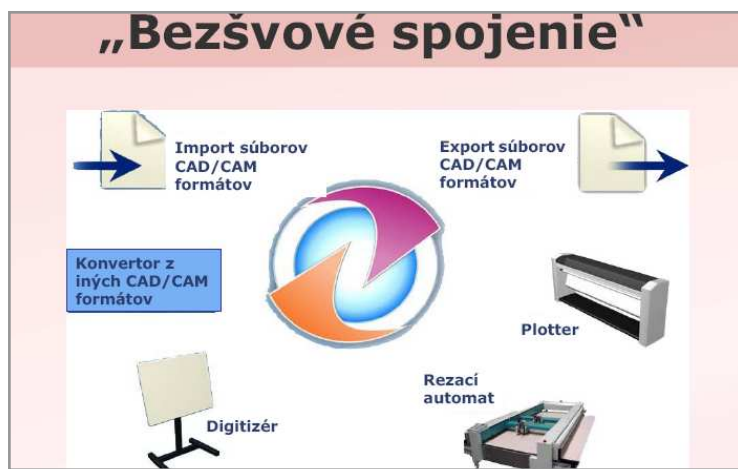 „Bezšvové spojenie“
Import súborov
CAD/CAM
formátov
Export súborov
CAD/CAM
formátov
Konvertor z
iných CAD/CAM
formátov
Plotter
Rezací
automat
Digitizér